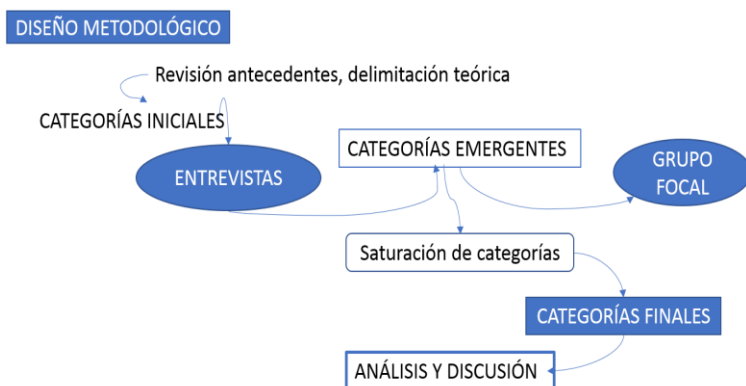 DISEÑO METODOLÓGICO
Revisión antecedentes, delimitación teórica
CATEGORÍAS INICIALES
ENTREVISTAS
CATEGORÍAS EMERGENTES
GRUPO
FOCAL
Saturación de categorías
CATEGORÍAS FINALES
ANÁLISIS Y DISCUSIÓN